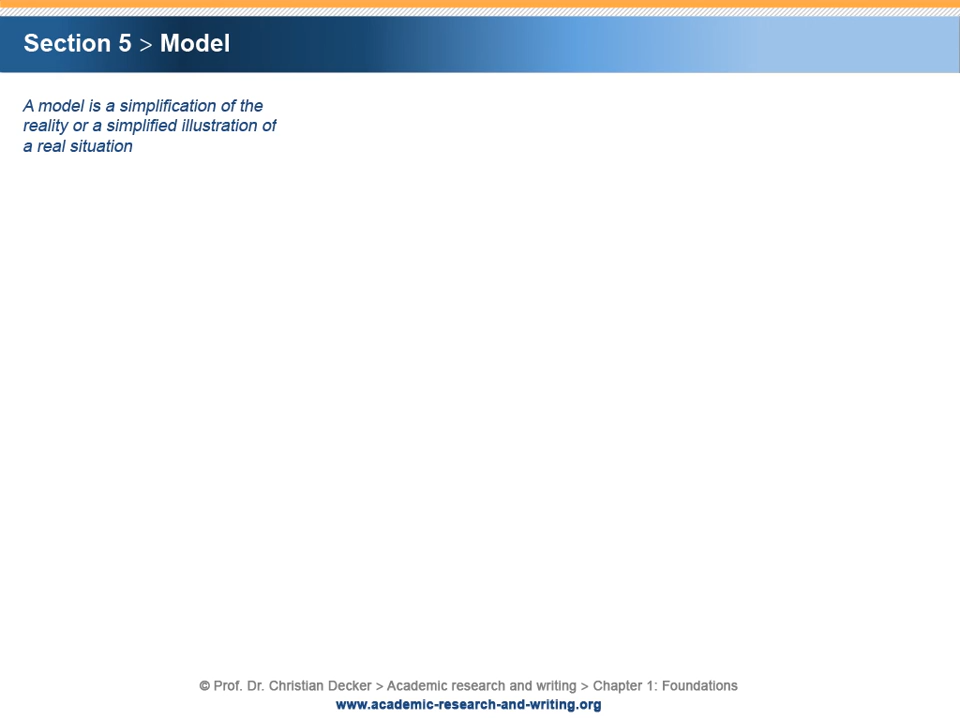 Section 5 > Model
A model is a simplification of the
reality or a simplified illustration of
a real situation
© Prof. Dr. Christian Decker > Academic research and writing > Chapter 1: Foundations
www.academic-research-and-writing.org